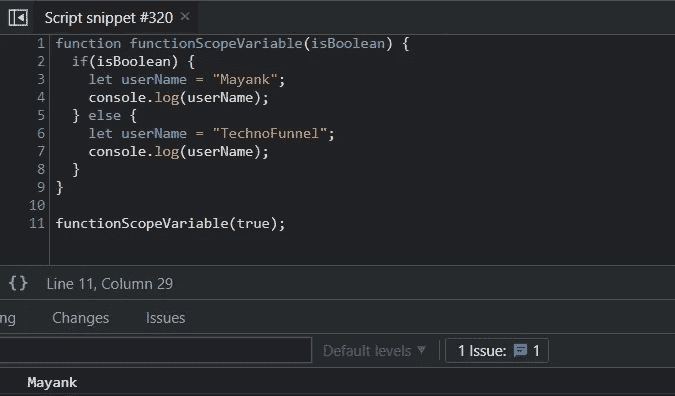 Script snippet #320 ×
1 function functionScopeVariable(isBoolean) {
2   if(isBoolean) {
3     let userName = "Mayank";
4     console.log(userName);
5   } else {
6     let userName = "TechnoFunnel";
7     console.log(userName);
8   }
9 }
10
11 functionScopeVariable(true);
{} Line 11, Column 29
ng Changes Issues
Default levels ▼ 1 Issue: 1
Mayank